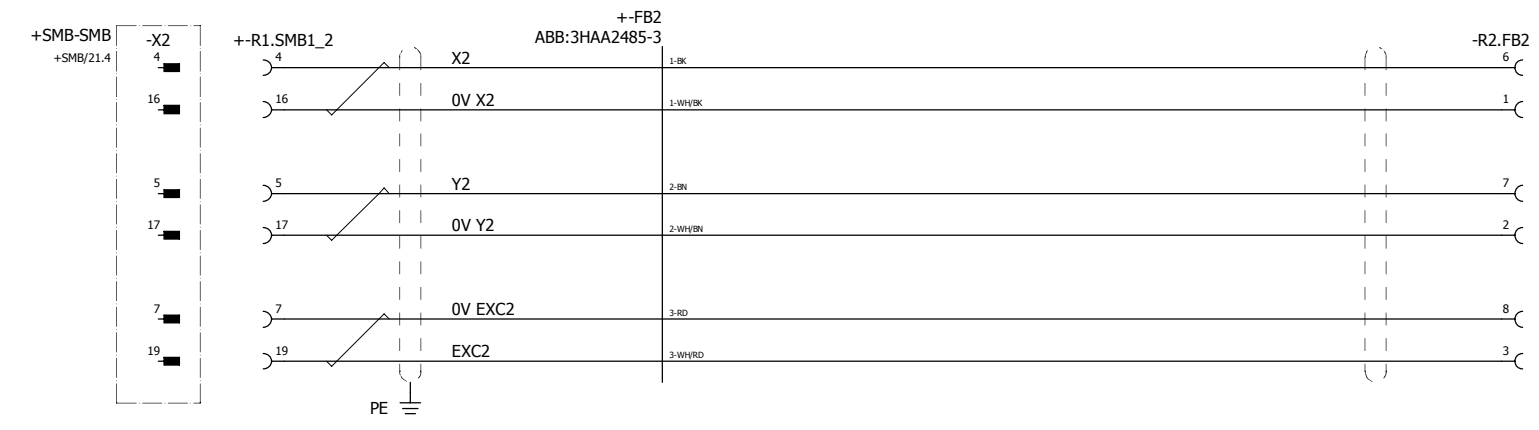 +-FB2
+SMB-SMB -X2 +-R1.SMB1_2 ABB:3HAA2485-3 -R2.FB2
+SMB/21.4 4 4 X2 1-BK 6
16 16 0V X2 1-WH/BK 1
5 5 Y2 2-BN 7
17 17 0V Y2 2-WH/BN 2
7 7 0V EXC2 3-RD 8
19 19 EXC2 3-WH/RD 3
PE